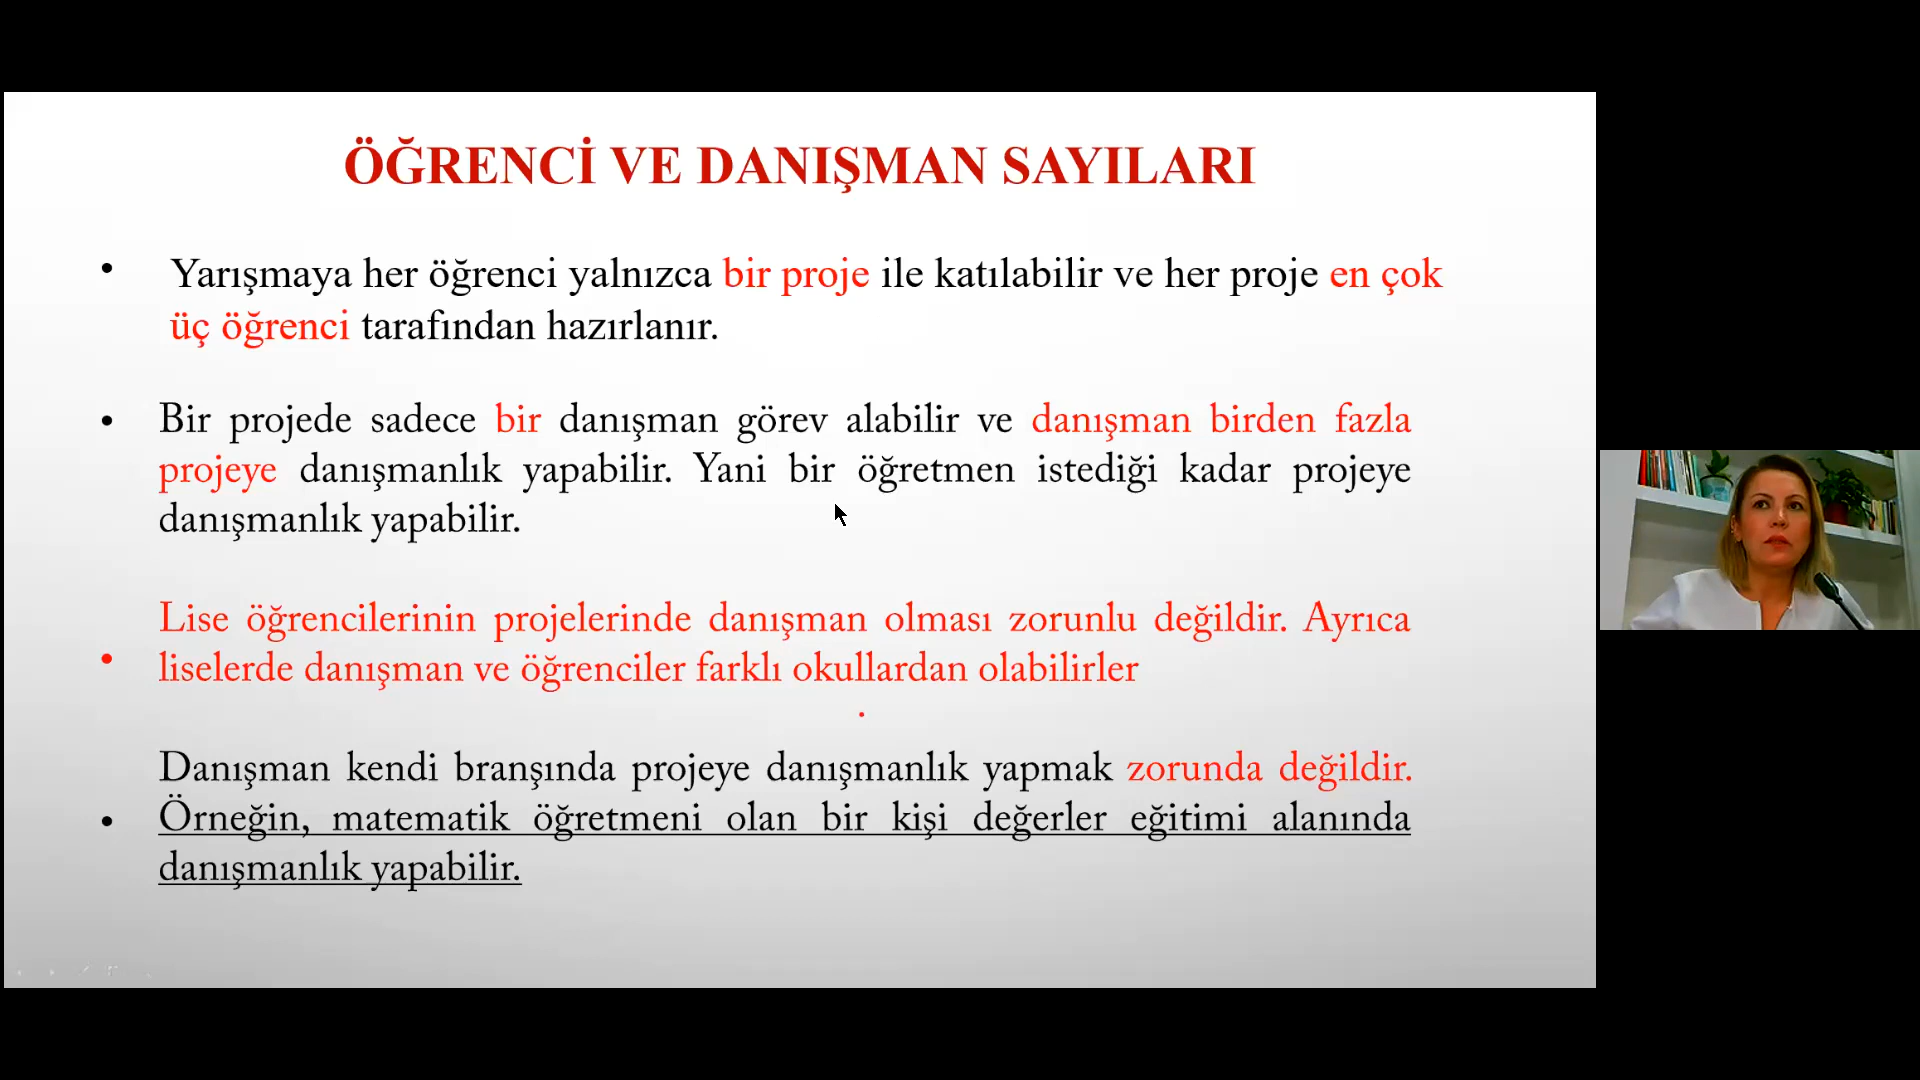 ÖĞRENCİ VE DANIŞMAN SAYILARI
• Yarışmaya her öğrenci yalnızca bir proje ile katılabilir ve her proje en çok
üç öğrenci tarafından hazırlanır.
• Bir projede sadece bir danışman görev alabilir ve danışman birden fazla
projeye danışmanlık yapabilir. Yani bir öğretmen istediği kadar projeye
danışmanlık yapabilir.
Lise öğrencilerinin projelerinde danışman olması zorunlu değildir. Ayrıca
• liselerde danışman ve öğrenciler farklı okullardan olabilirler
.
Danışman kendi branşında projeye danışmanlık yapmak zorunda değildir.
• Örneğin, matematik öğretmeni olan bir kişi değerler eğitimi alanında
danışmanlık yapabilir.